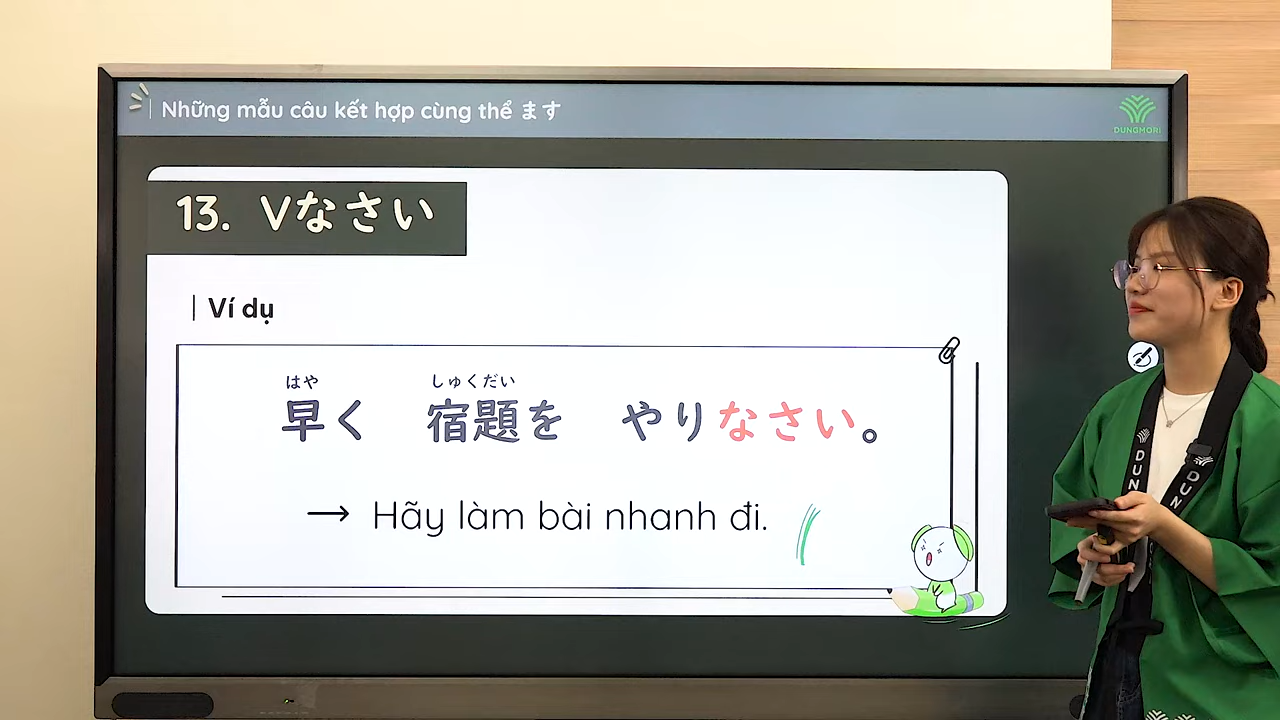 Những mẫu câu kết hợp cùng thể ます
DUNGMORI
13. Vなさい
Ví dụ
はや しゅくだい
早く 宿題を やりなさい。
→ Hãy làm bài nhanh đi.
DUN
DUN